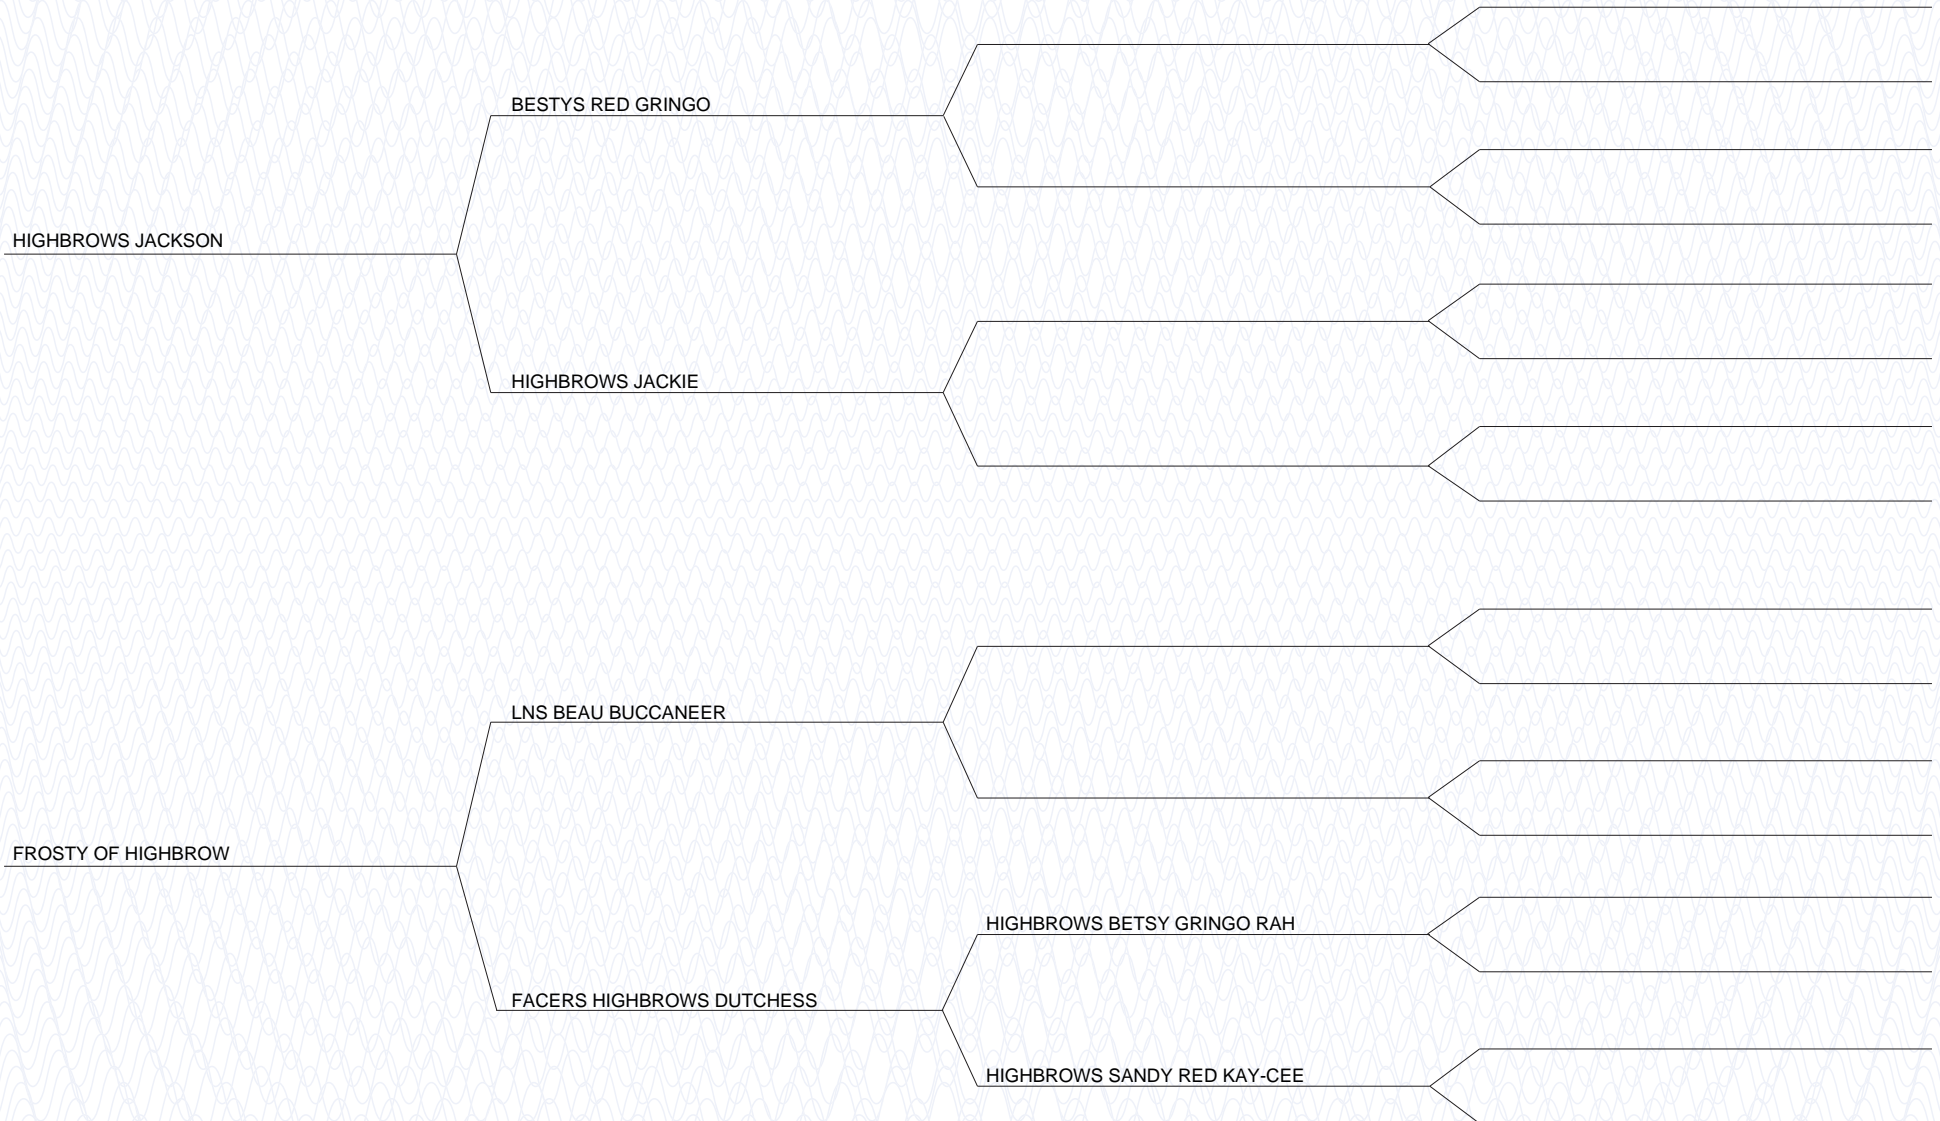 BESTYS RED GRINGO
HIGHBROWS JACKSON
HIGHBROWS JACKIE
LNS BEAU BUCCANEER
FROSTY OF HIGHBROW
HIGHBROWS BETSY GRINGO RAH
FACERS HIGHBROWS DUTCHESS
HIGHBROWS SANDY RED KAY-CEE